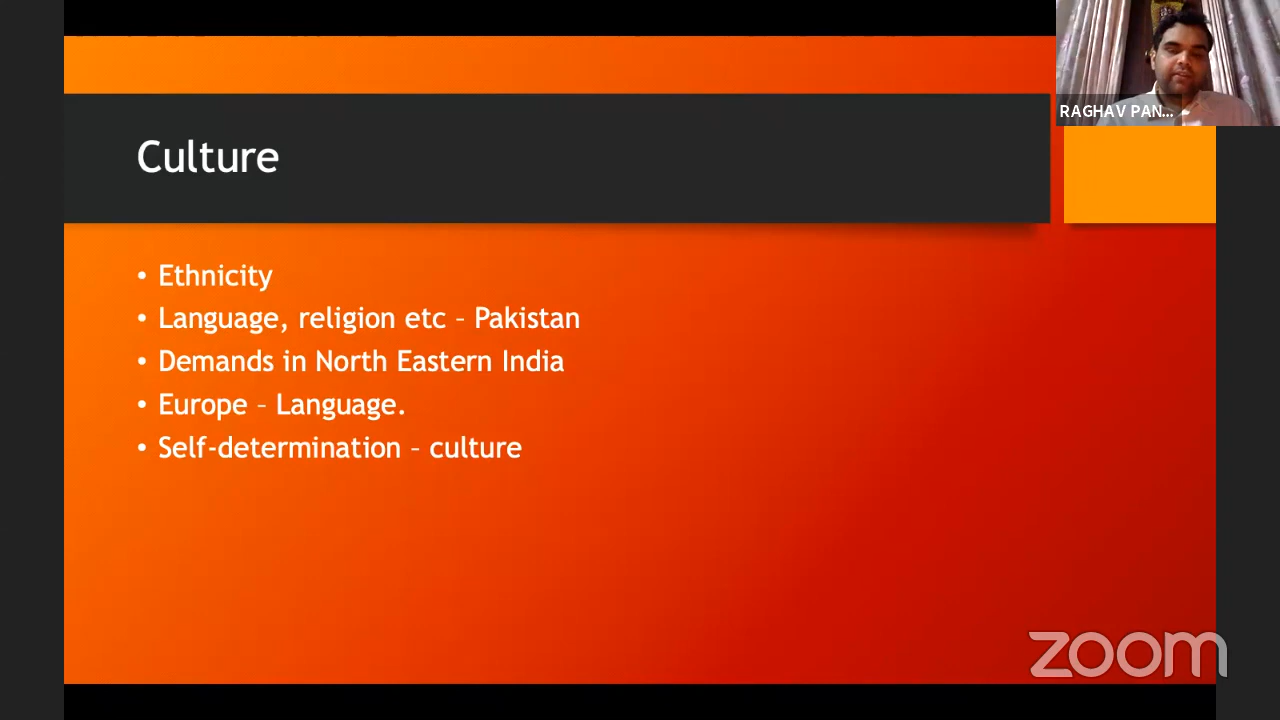 RAGHAV PAN...
Culture
• Ethnicity
• Language, religion etc – Pakistan
• Demands in North Eastern India
• Europe – Language.
• Self-determination – culture
zoom